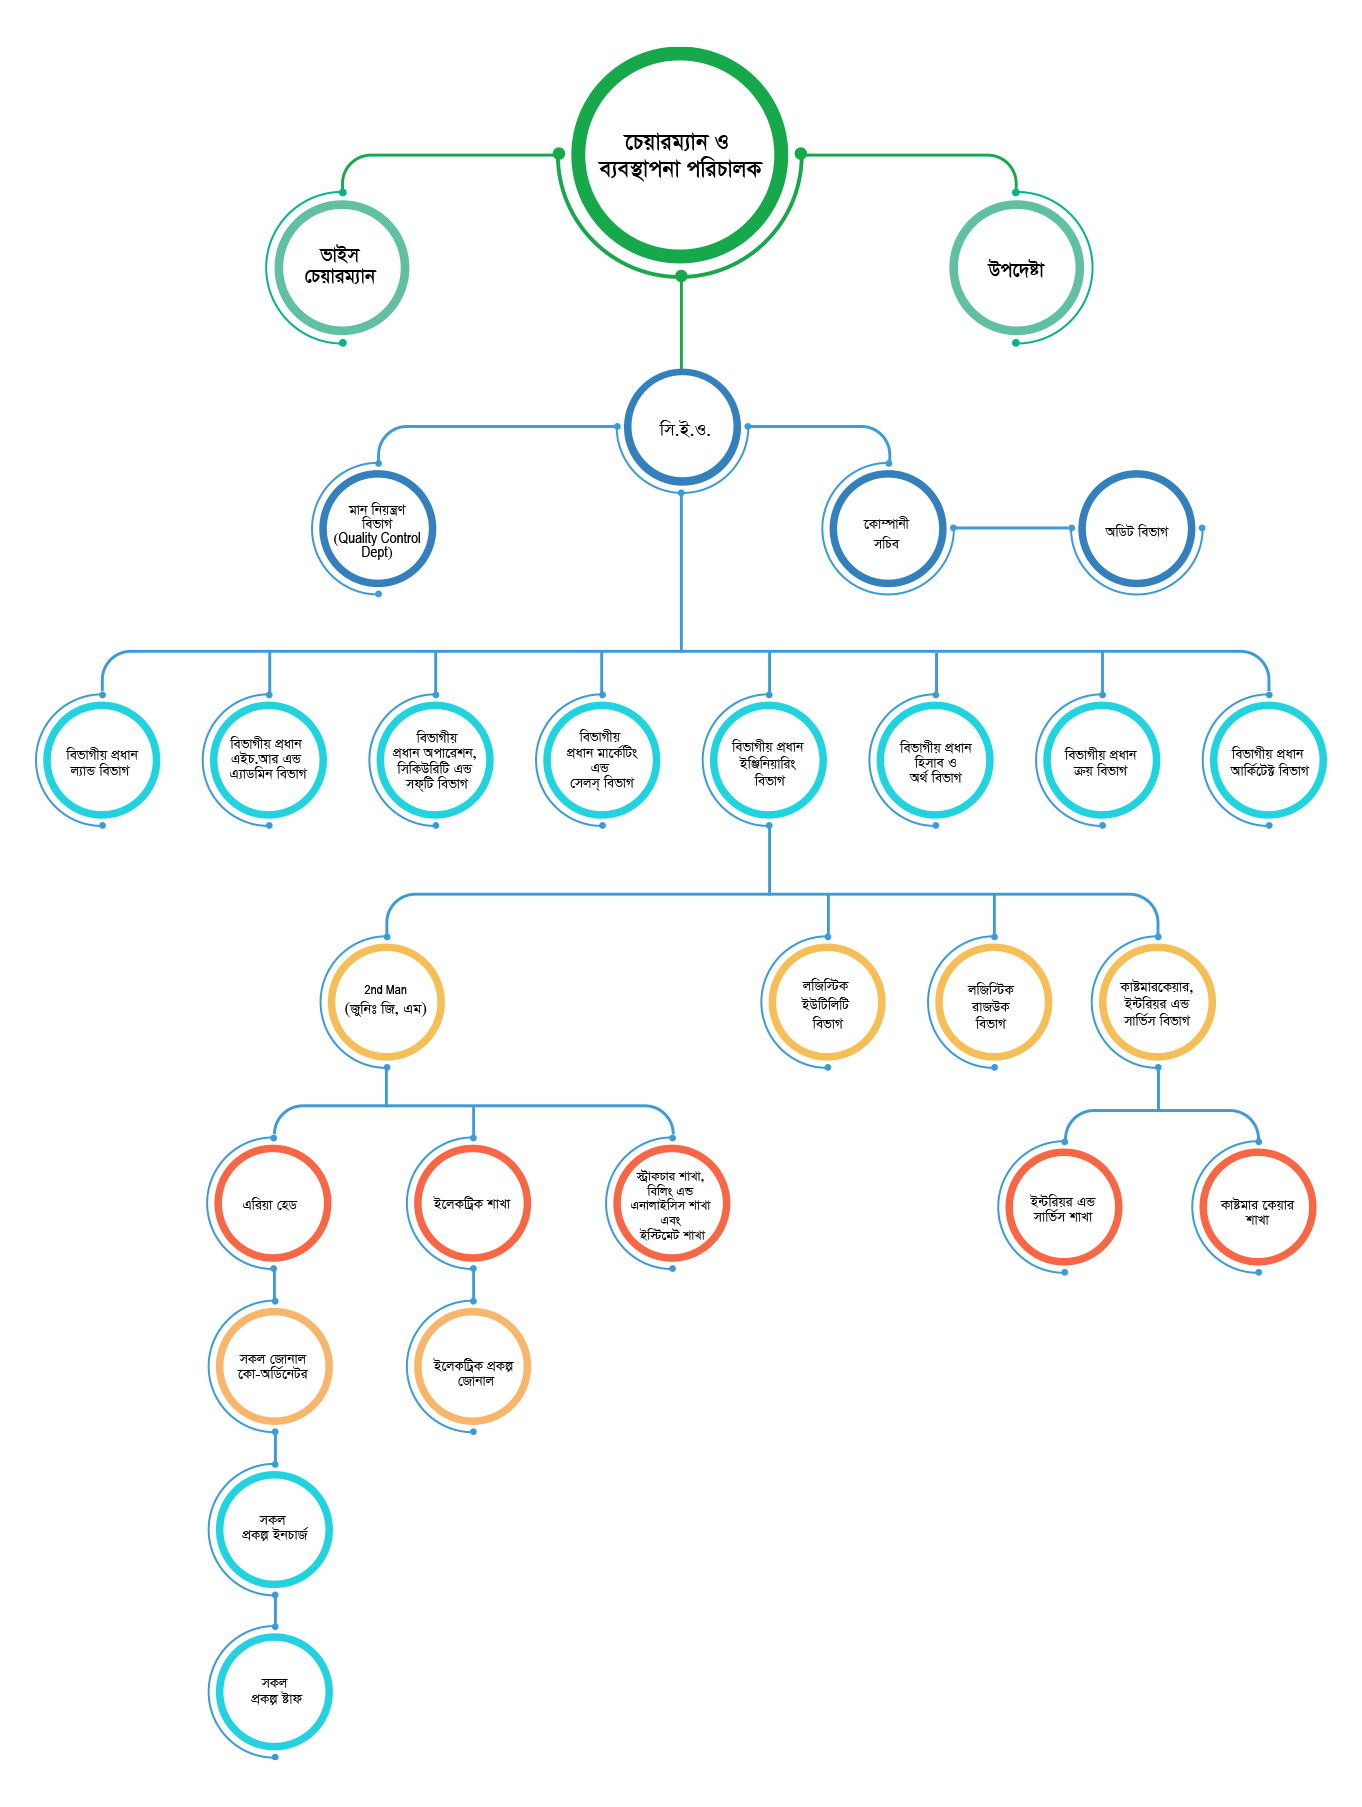 চেয়ারম্যান ও
ব্যবস্থাপনা পরিচালক
ভাইস
চেয়ারম্যান
উপদেষ্টা
সি.ই.ও.
মান নিয়ন্ত্রণ
বিভাগ
(Quality Control
Dept)
কোম্পানী
সচিব
অডিট বিভাগ
বিভাগীয় প্রধান
ল্যান্ড বিভাগ
বিভাগীয় প্রধান
এইচ.আর এন্ড
এ্যাডমিন বিভাগ
বিভাগীয়
প্রধান অপারেশন,
সিকিউরিটি এন্ড
সফ্টি বিভাগ
বিভাগীয়
প্রধান মার্কেটিং
এন্ড
সেলস্ বিভাগ
বিভাগীয় প্রধান
ইঞ্জিনিয়ারিং
বিভাগ
বিভাগীয় প্রধান
হিসাব ও
অর্থ বিভাগ
বিভাগীয় প্রধান
ক্রয় বিভাগ
বিভাগীয় প্রধান
আর্কিটেক্ট বিভাগ
2nd Man
(জুনিঃ জি, এম)
লজিস্টিক
ইউটিলিটি
বিভাগ
লজিস্টিক
রাজউক
বিভাগ
কাষ্টমারকেয়ার,
ইন্টরিয়র এন্ড
সার্ভিস বিভাগ
এরিয়া হেড
ইলেকট্রিক শাখা
স্ট্রাকচার শাখা,
বিলিং এন্ড
এনালাইসিস শাখা
এবং
ইস্টিমেট শাখা
ইন্টরিয়র এন্ড
সার্ভিস শাখা
কাষ্টমার কেয়ার
শাখা
সকল জোনাল
কো-অর্ডিনেটর
ইলেকট্রিক প্রকল্প
জোনাল
সকল
প্রকল্প ইনচার্জ
সকল
প্রকল্প ষ্টাফ